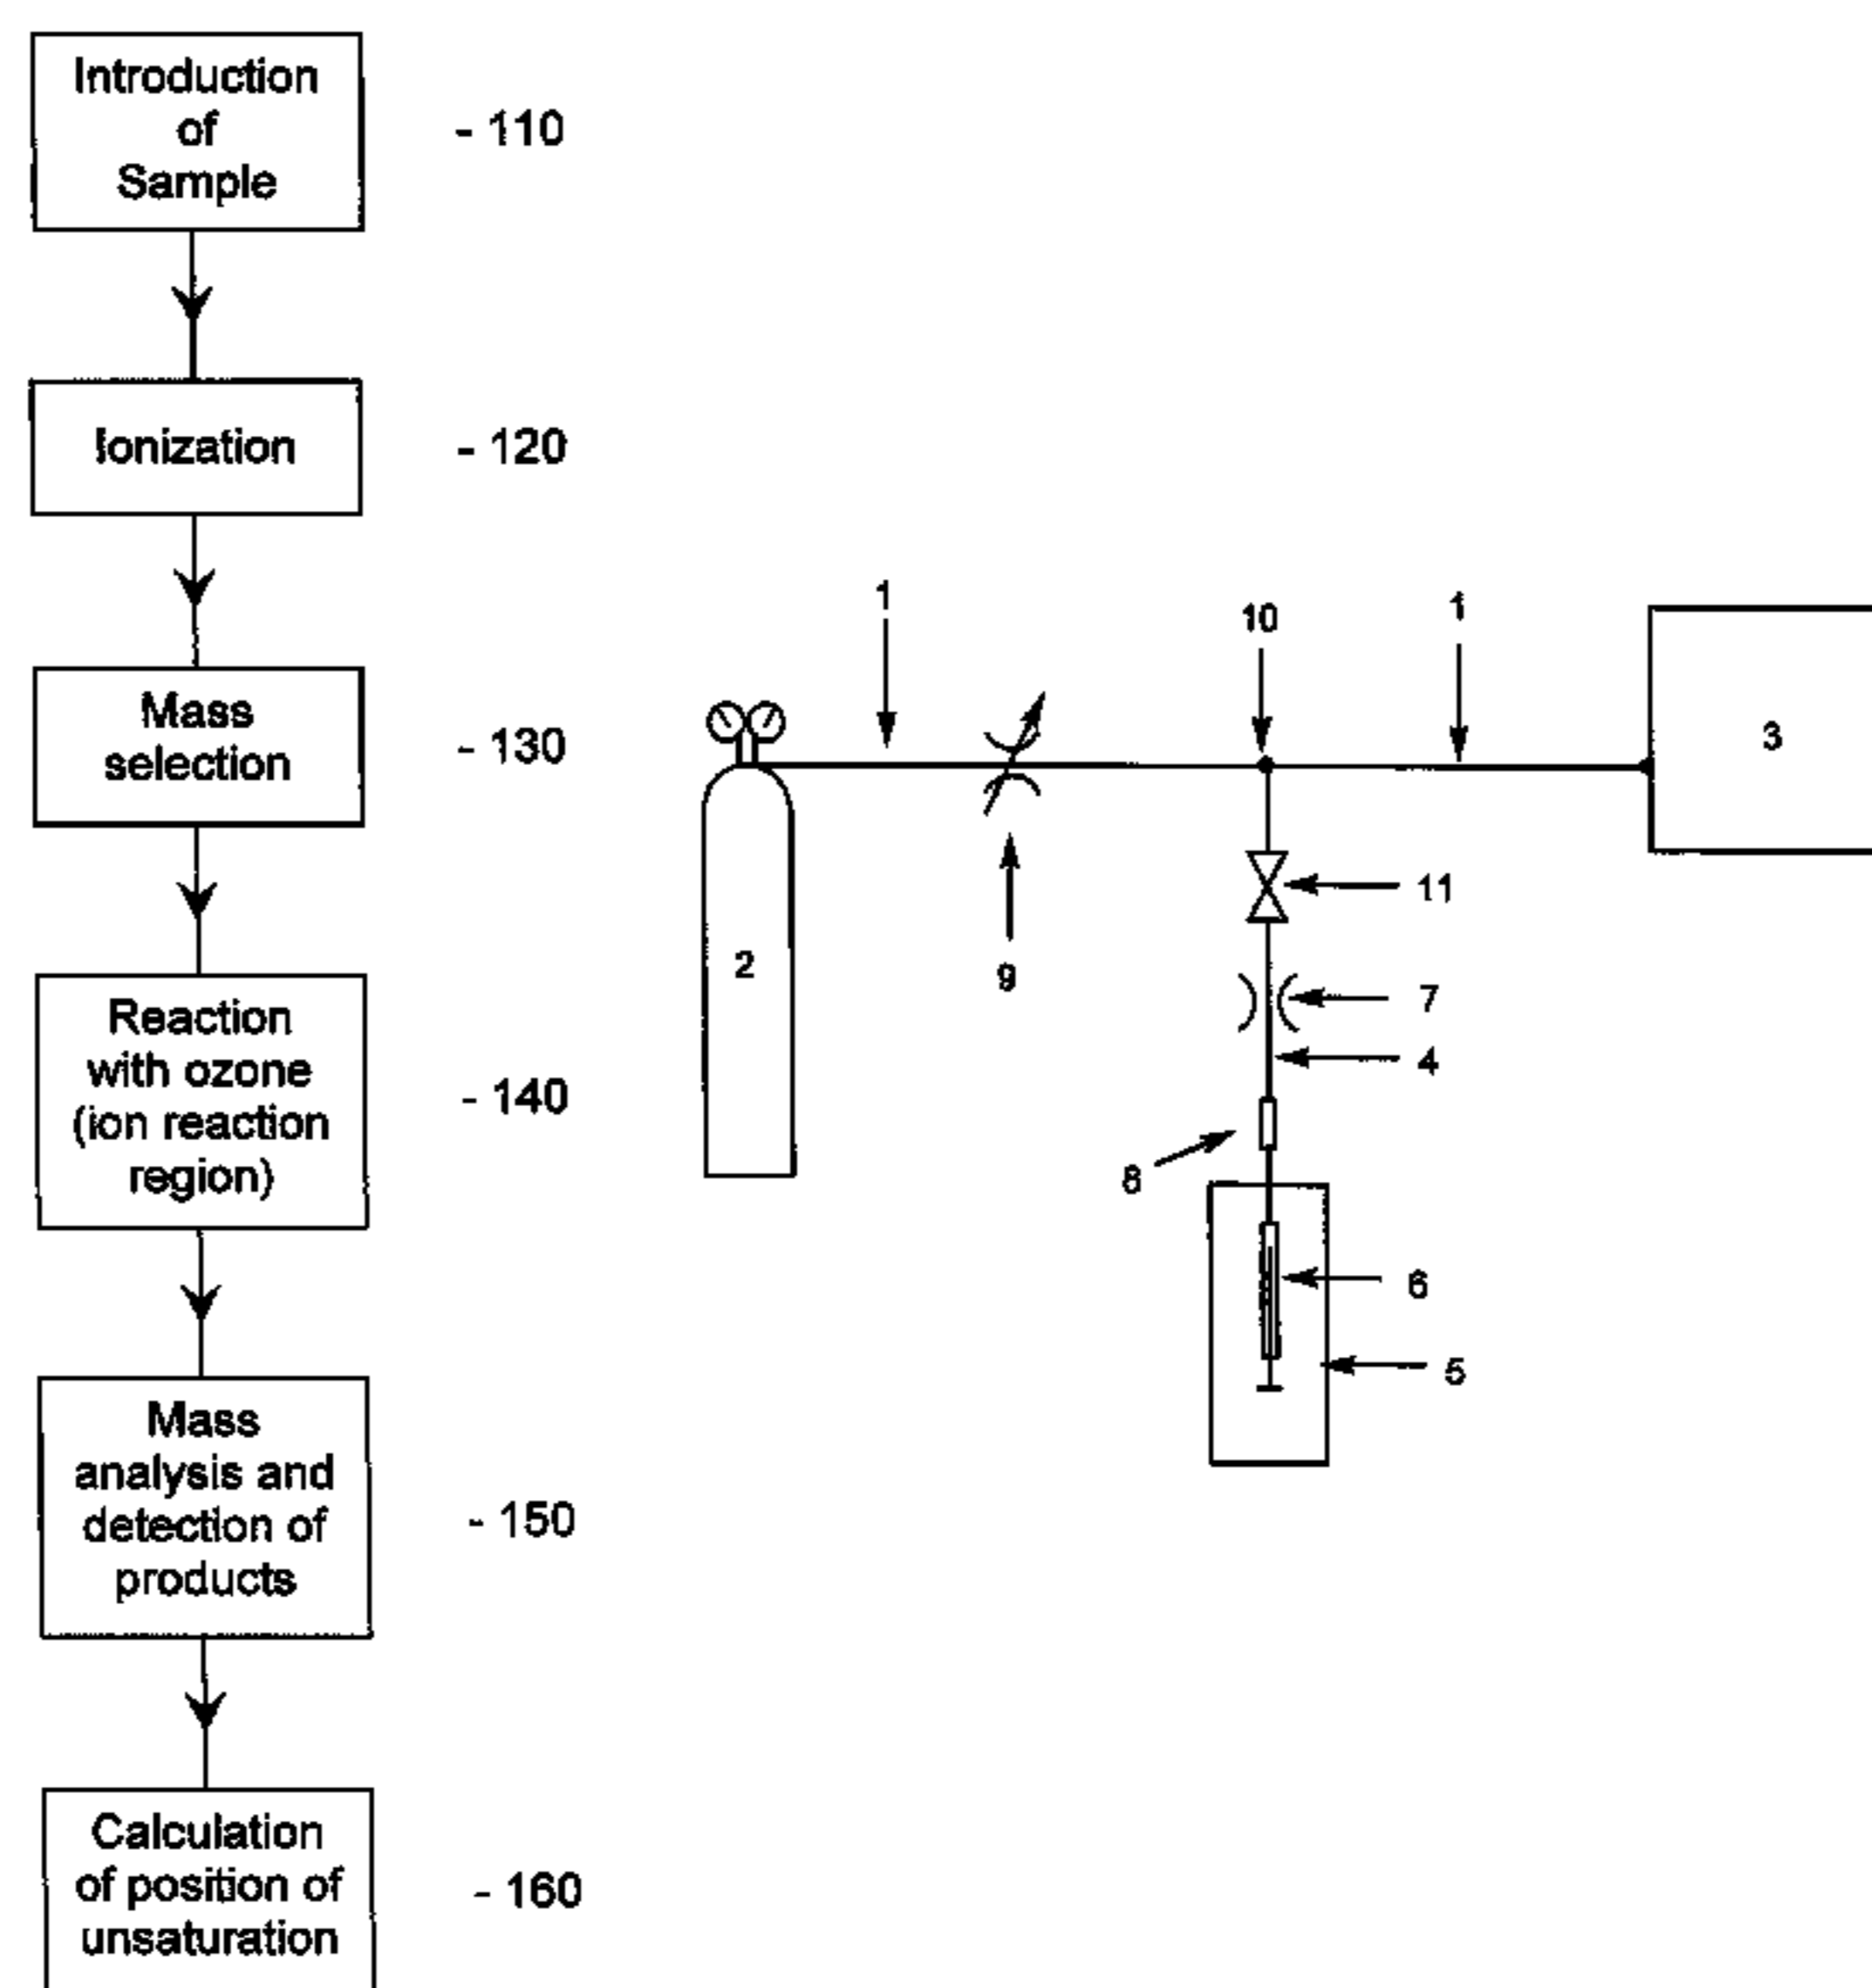 Introduction
of
Sample
- 110
Ionization
- 120
Mass
selection
- 130
Reaction
with ozone
(ion reaction
region)
- 140
Mass
analysis and
detection of
products
- 150
Calculation
of position of
unsaturation
- 160
1
10
1
3
2
9
11
7
4
8
6
5